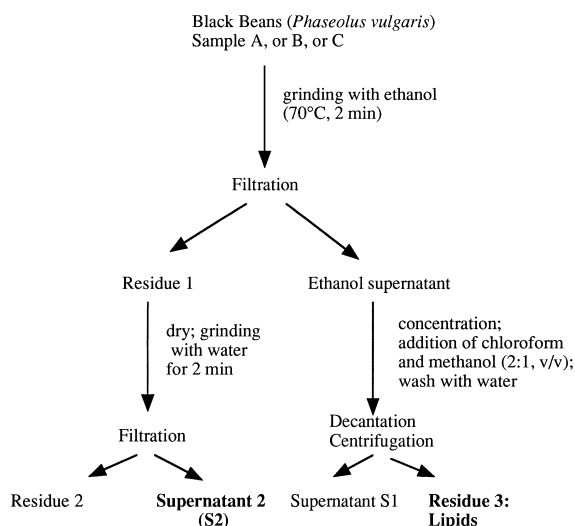 Black Beans (Phaseolus vulgaris)
Sample A, or B, or C
grinding with ethanol
(70°C, 2 min)
Filtration
Residue 1
Ethanol supernatant
dry; grinding
with water
for 2 min
concentration;
addition of chloroform
and methanol (2:1, v/v);
wash with water
Filtration
Decantation
Centrifugation
Residue 2
Supernatant 2
(S2)
Supernatant S1
Residue 3:
Lipids